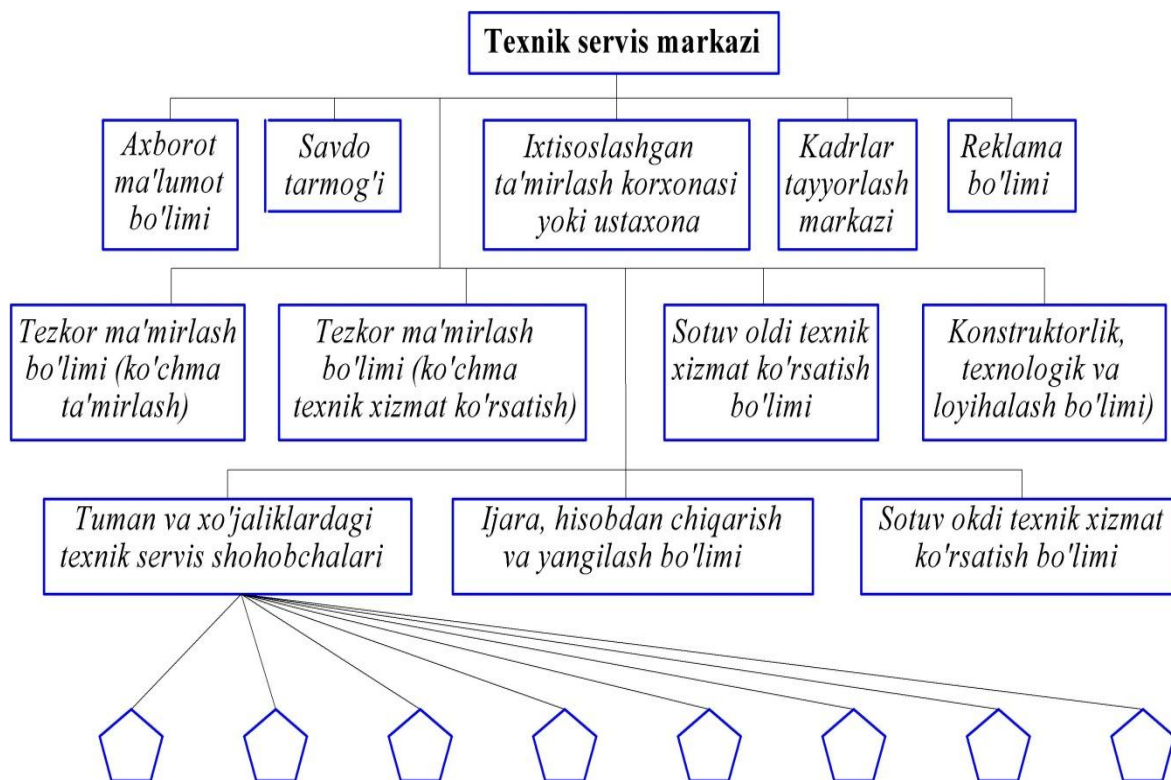 Texnik servis markazi
Axborot
ma'lumot
bo'limi
Savdo
tarmog'i
Ixtisoslashgan
ta'mirlash korxonasi
yoki ustaxona
Kadrlar
tayyorlash
markazi
Reklama
bo'limi
Tezkor ma'mirlash
bo'limi (ko'chma
ta'mirlash)
Tezkor ma'mirlash
bo'limi (ko'chma
texnik xizmat ko'rsatish)
Sotuv oldi texnik
xizmat ko'rsatish
bo'limi
Konstruktorlik,
texnologik va
loyihalash bo'limi)
Tuman va xo'jaliklardagi
texnik servis shohobchalari
Ijara, hisobdan chiqarish
va yangilash bo'limi
Sotuv okdi texnik xizmat
ko'rsatish bo'limi